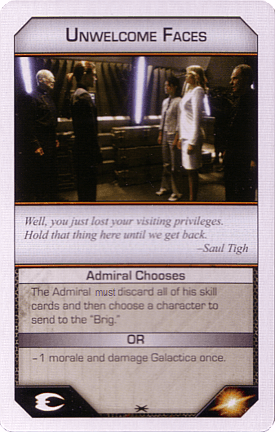 UNWELCOME FACES
Well, you just lost your visiting privileges.
Hold that thing here until we get back.
–Saul Tigh
Admiral Chooses
The Admiral must discard all of his skill
cards and then choose a character to
send to the "Brig."
OR
-1 morale and damage Galactica once.